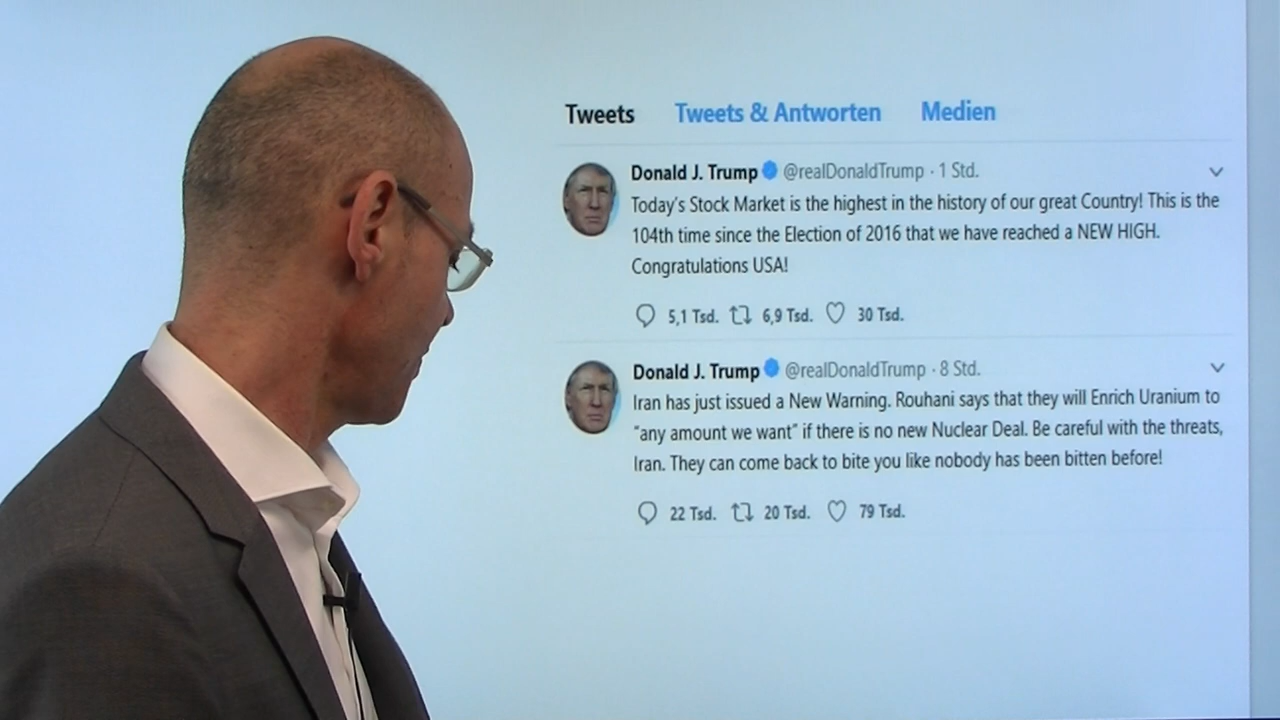 Tweets Tweets & Antworten Medien
Donald J. Trump @realDonaldTrump · 1 Std.
Today's Stock Market is the highest in the history of our great Country! This is the
104th time since the Election of 2016 that we have reached a NEW HIGH.
Congratulations USA!
5,1 Tsd. 6,9 Tsd. 30 Tsd.
Donald J. Trump @realDonaldTrump · 8 Std.
Iran has just issued a New Warning. Rouhani says that they will Enrich Uranium to
“any amount we want” if there is no new Nuclear Deal. Be careful with the threats,
Iran. They can come back to bite you like nobody has been bitten before!
22 Tsd. 20 Tsd. 79 Tsd.